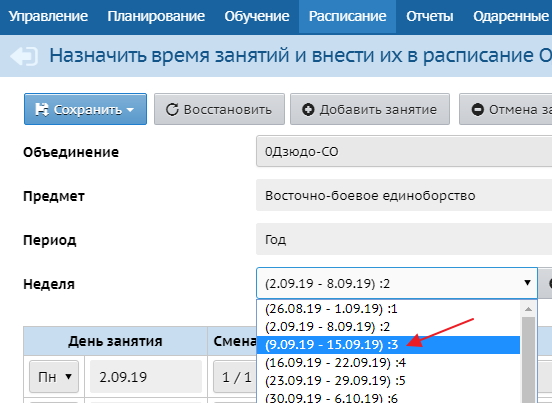 Управление Планирование Обучение Расписание Отчеты Одаренные
Назначить время занятий и внести их в расписание О
Сохранить Восстановить Добавить занятие Отмена за
Объединение 0Дзюдо-СО
Предмет Восточно-боевое единоборство
Период Год
Неделя (2.09.19 - 8.09.19) :2
(26.08.19 - 1.09.19) :1
(2.09.19 - 8.09.19) :2
(9.09.19 - 15.09.19) :3
(16.09.19 - 22.09.19) :4
(23.09.19 - 29.09.19) :5
(30.09.19 - 6.10.19) :6
День занятия Смена
Пн 2.09.19 1 / 1